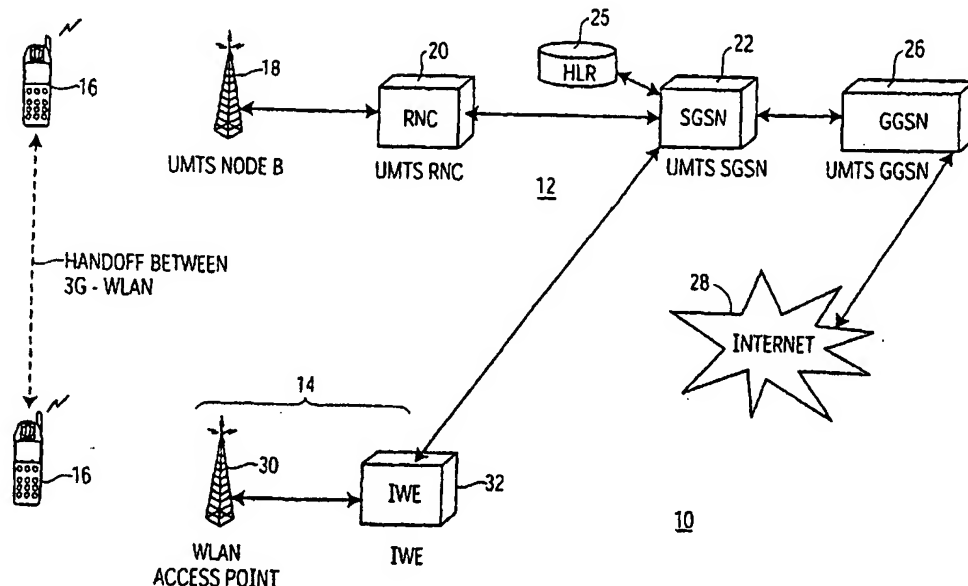 25
20
22
26
16
18
HLR
RNC
SGSN
GGSN
UMTS NODE B
UMTS RNC
UMTS SGSN
UMTS GGSN
12
HANDOFF BETWEEN
3G - WLAN
28
INTERNET
14
16
30
IWE
32
10
WLAN
ACCESS POINT
IWE